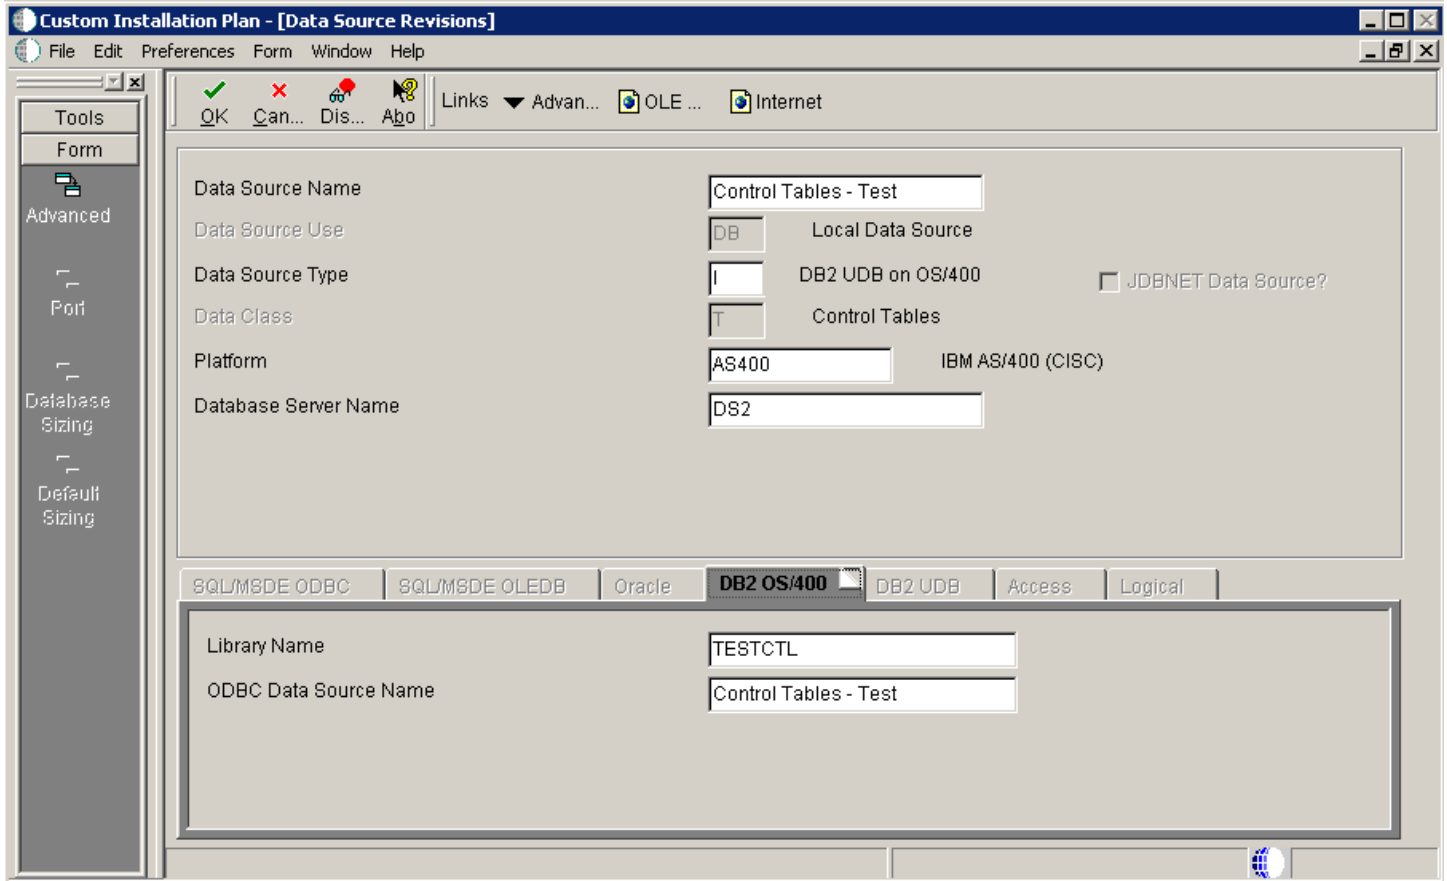 Custom Installation Plan - [Data Source Revisions]
File Edit Preferences Form Window Help
Tools
Form
Advanced
Port
Database
Sizing
Default
Sizing
OK Can... Dis... Abo Links Advan... OLE ... Internet
Data Source Name Control Tables - Test
Data Source Use DB Local Data Source
Data Source Type I DB2 UDB on OS/400 JDBNET Data Source?
Data Class T Control Tables
Platform AS400 IBM AS/400 (CISC)
Database Server Name DS2
SQL/MSDE ODBC SQL/MSDE OLEDB Oracle DB2 OS/400 DB2 UDB Access Logical
Library Name TESTCTL
ODBC Data Source Name Control Tables - Test